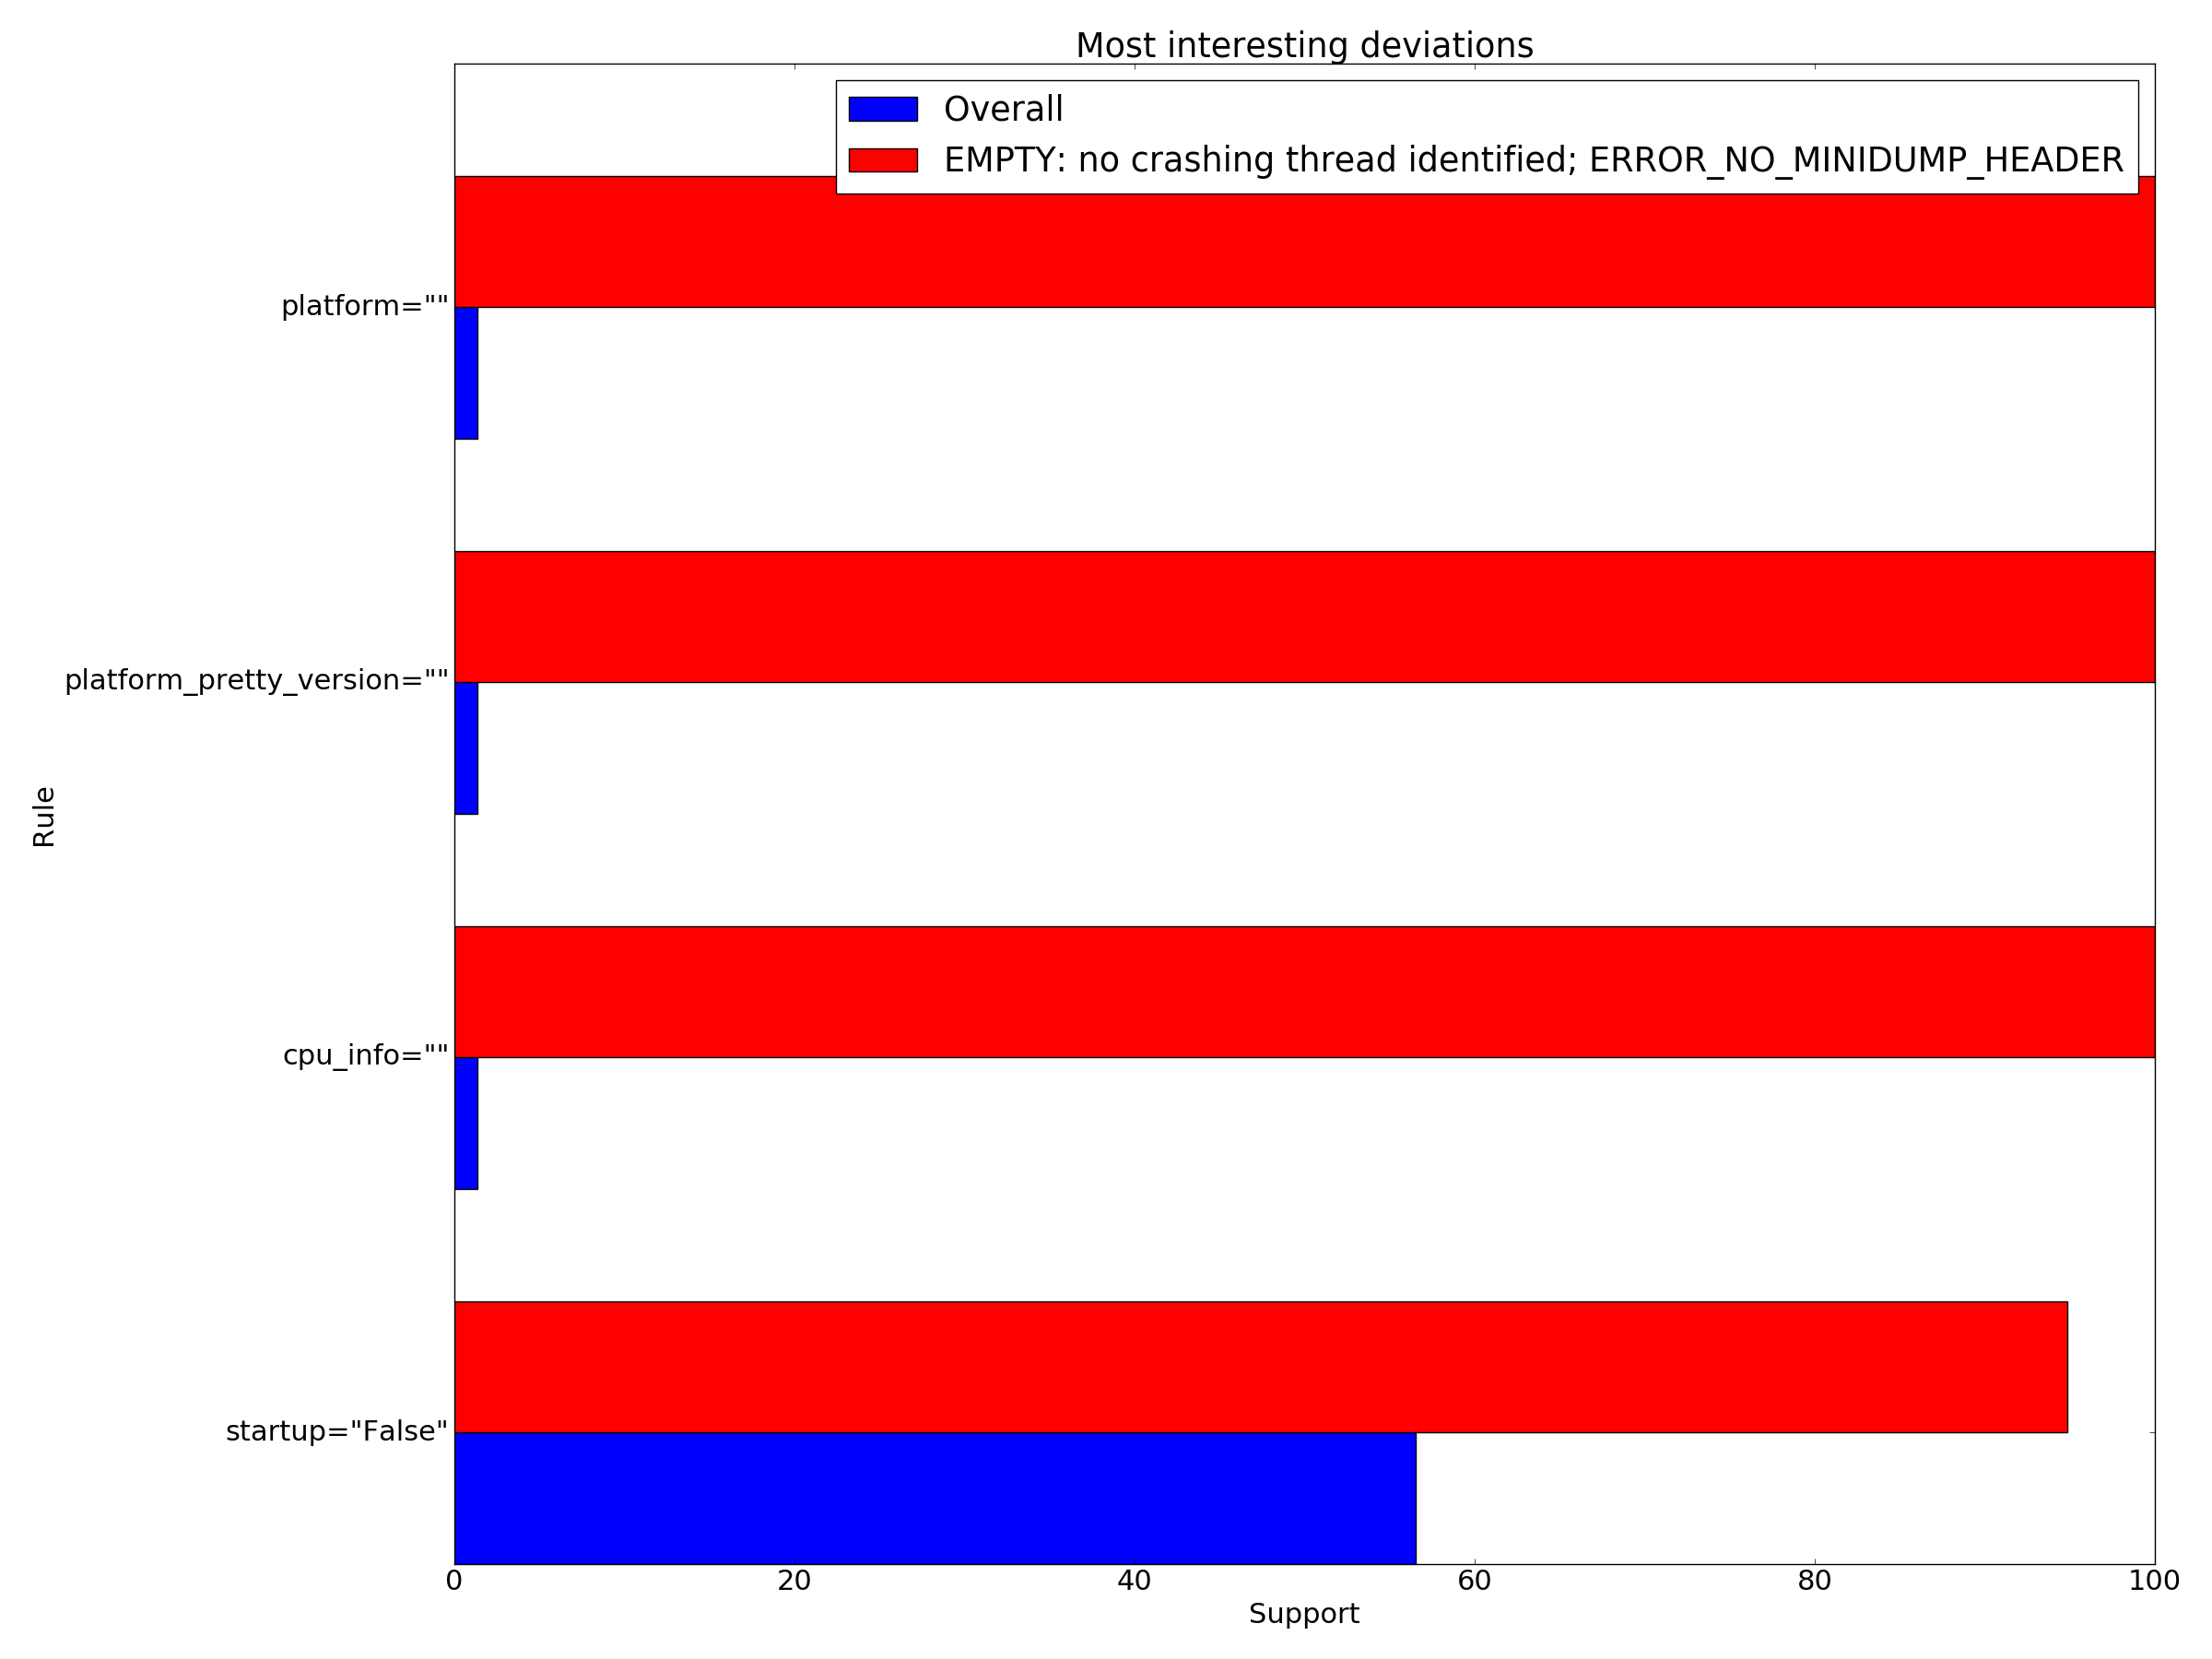 Most interesting deviations
Overall
EMPTY: no crashing thread identified; ERROR_NO_MINIDUMP_HEADER
platform=""
platform_pretty_version=""
Rule
cpu_info=""
startup="False"
0 20 40 60 80 100
Support